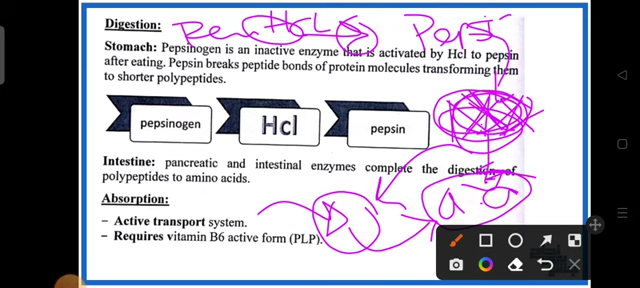 Digestion:
HCL
Stomach: Pepsinogen is an inactive enzyme that is activated by Hcl to pepsin
after eating. Pepsin breaks peptide bonds of protein molecules transforming them
to shorter polypeptides.
pepsinogen Hcl pepsin
Intestine: pancreatic and intestinal enzymes complete the digestion of
polypeptides to amino acids.
a.a
Absorption:
– Active transport system.
– Requires vitamin B6 active form (PLP).